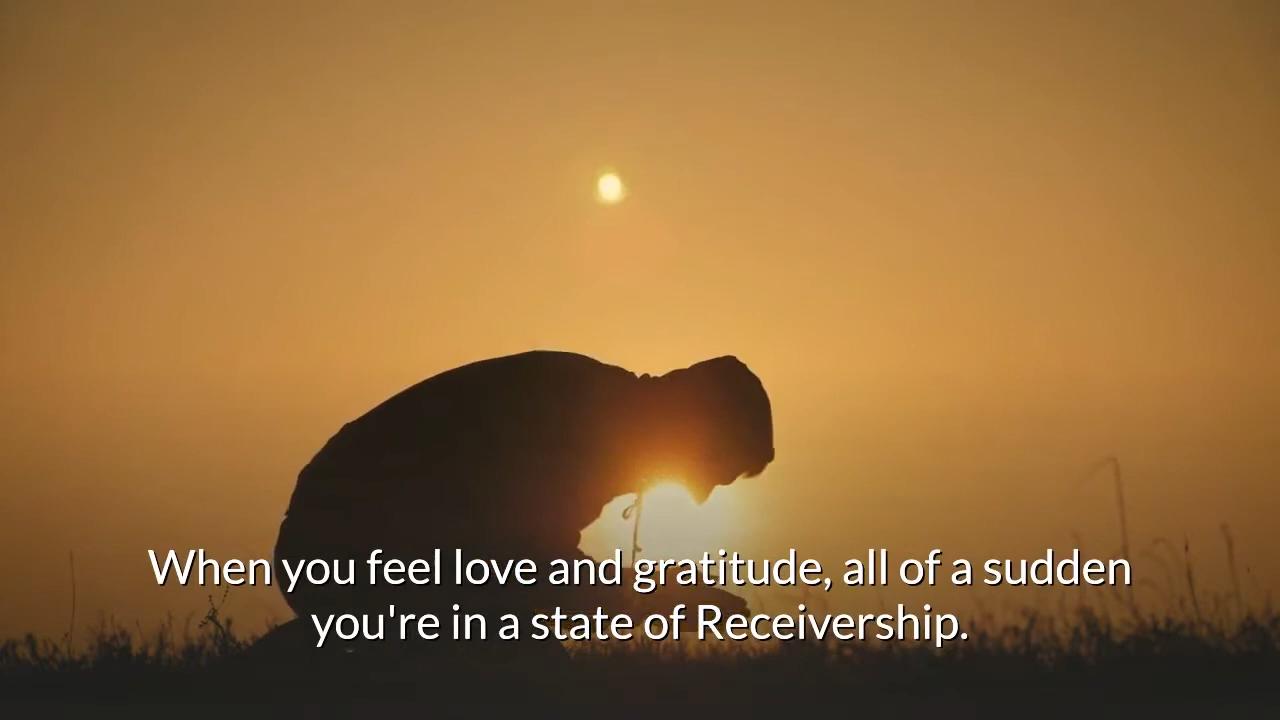 When you feel love and gratitude, all of a sudden
you're in a state of Receivership.